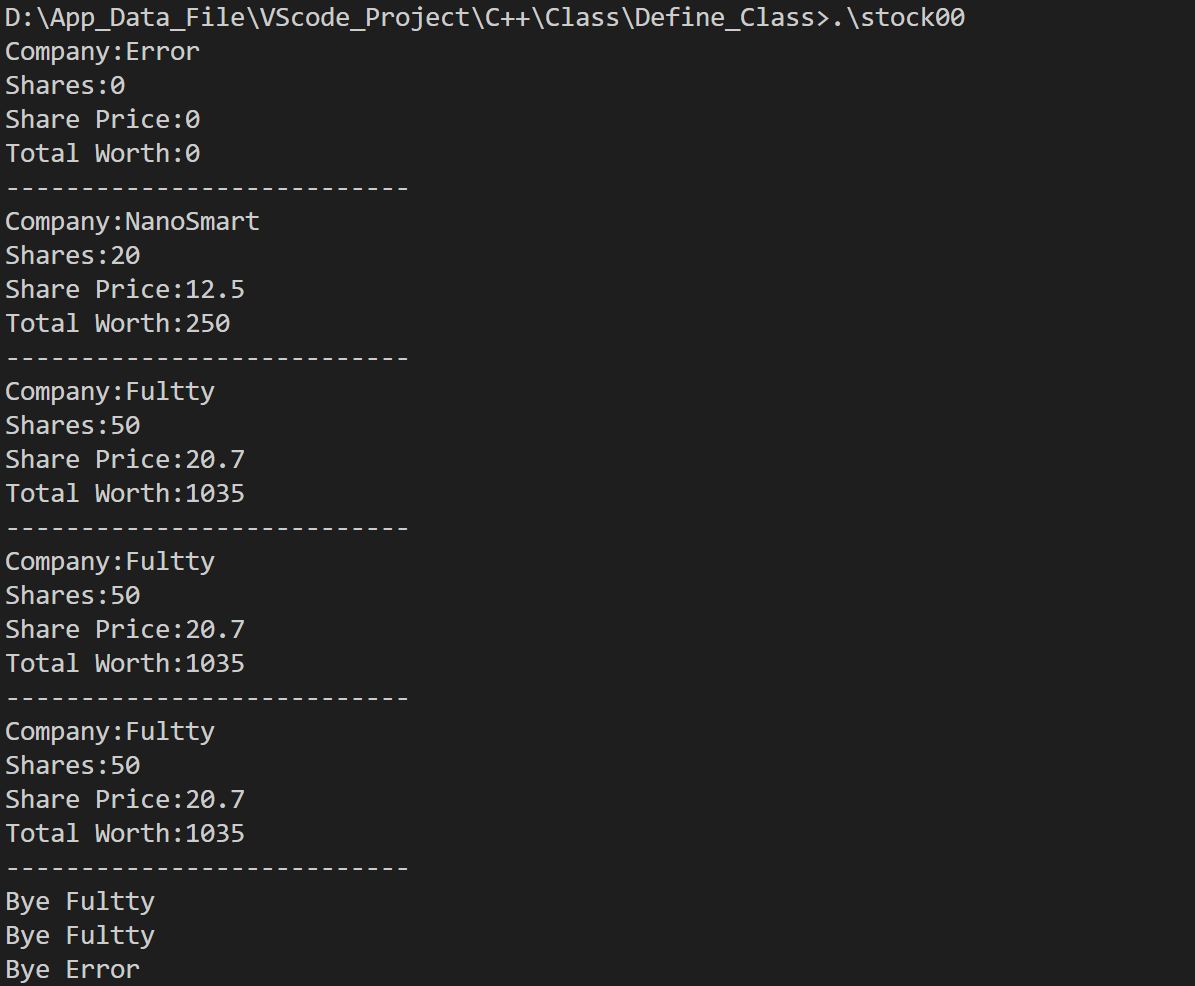 D:\App_Data_File\VScode_Project\C++\Class\Define_Class>.\stock00
Company:Error
Shares:0
Share Price:0
Total Worth:0
---------------------------
Company:NanoSmart
Shares:20
Share Price:12.5
Total Worth:250
---------------------------
Company:Fultty
Shares:50
Share Price:20.7
Total Worth:1035
---------------------------
Company:Fultty
Shares:50
Share Price:20.7
Total Worth:1035
---------------------------
Company:Fultty
Shares:50
Share Price:20.7
Total Worth:1035
---------------------------
Bye Fultty
Bye Fultty
Bye Error